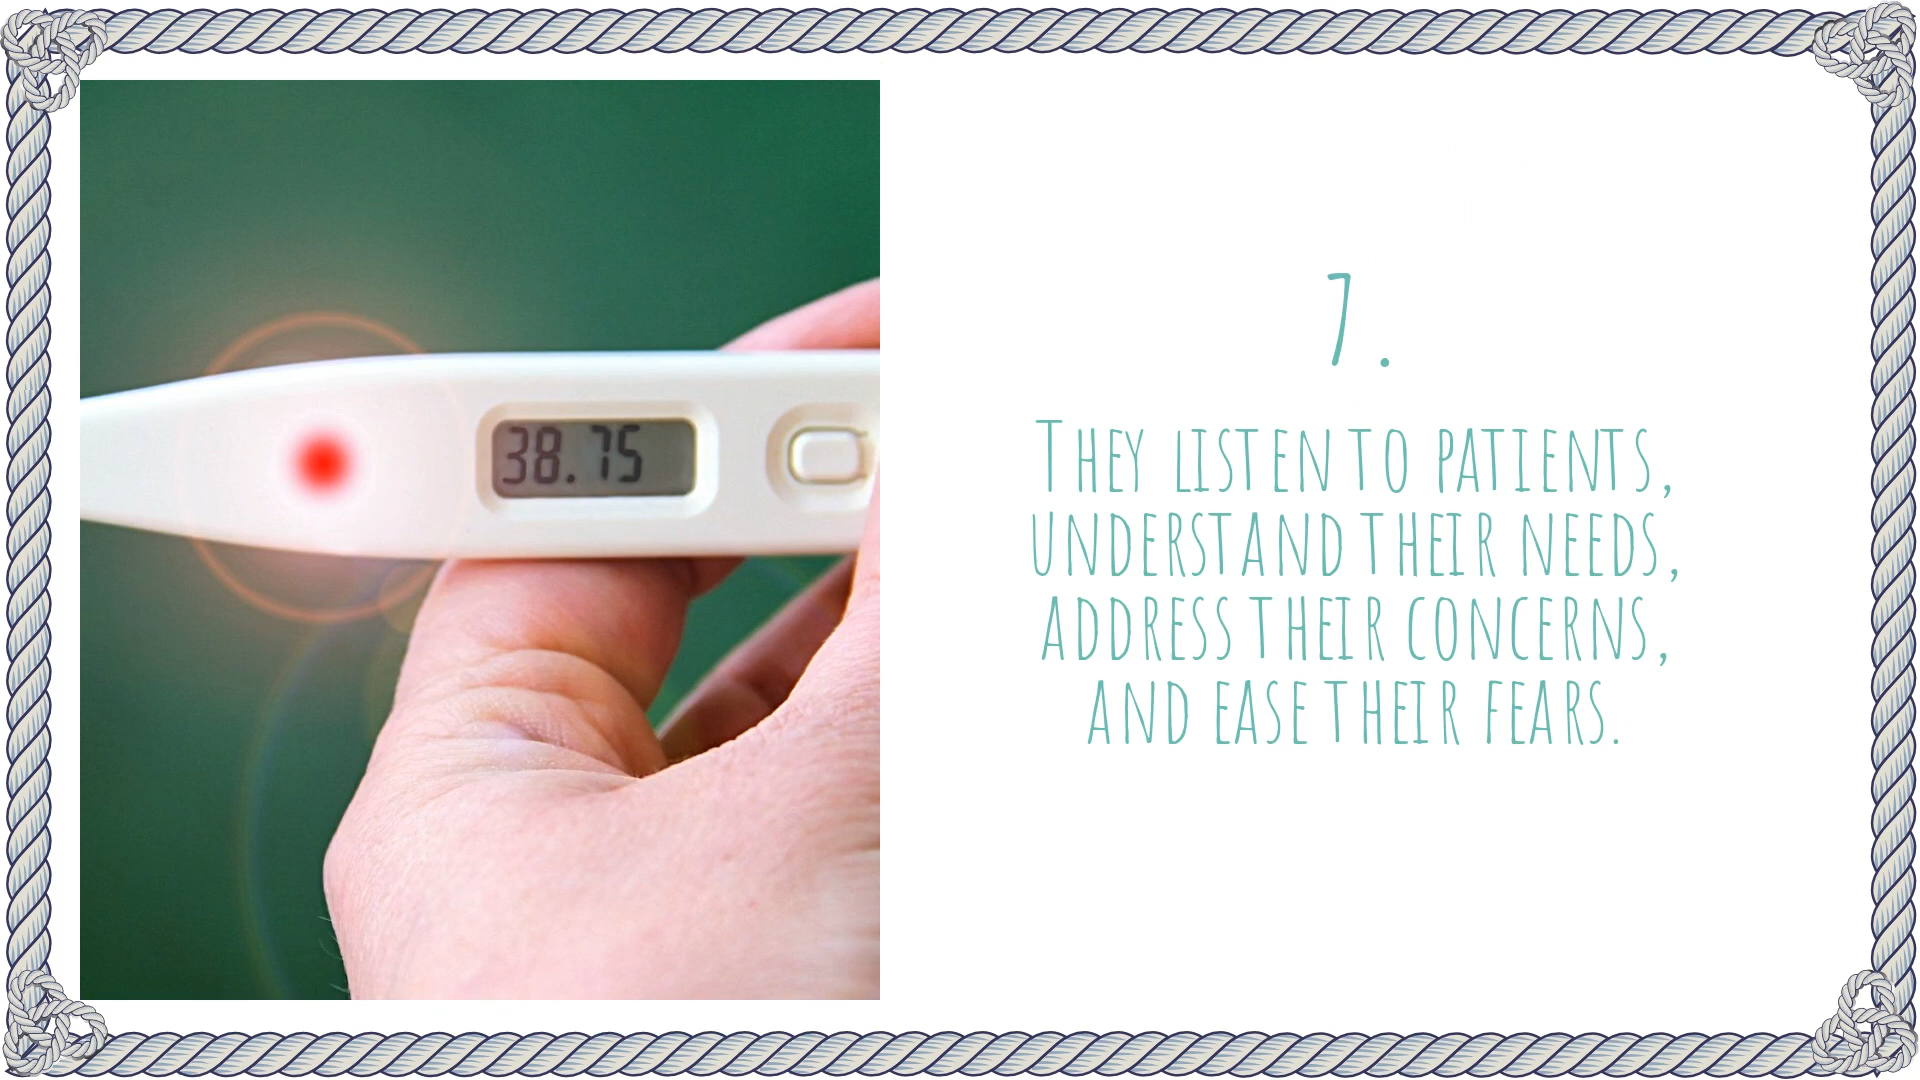 38.75
7.
They listen to patients,
understand their needs,
address their concerns,
and ease their fears.